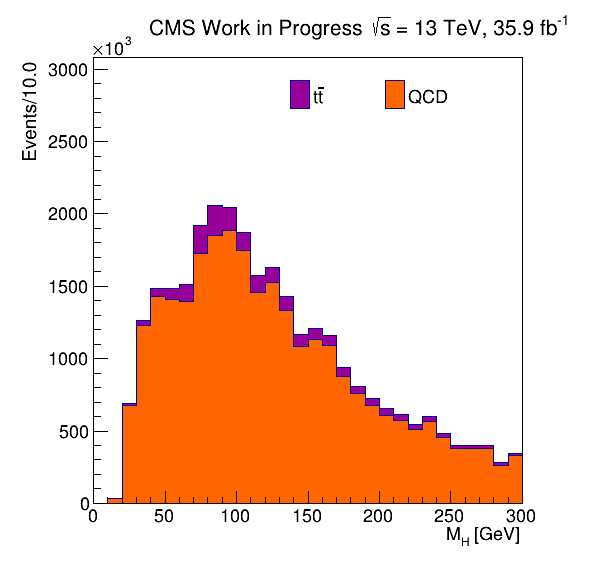 CMS Work in Progress √s = 13 TeV, 35.9 fb⁻¹
×10³
Events/10.0
3000
2500
2000
1500
1000
500
0
tt̄
QCD
0 50 100 150 200 250 300
M_H [GeV]